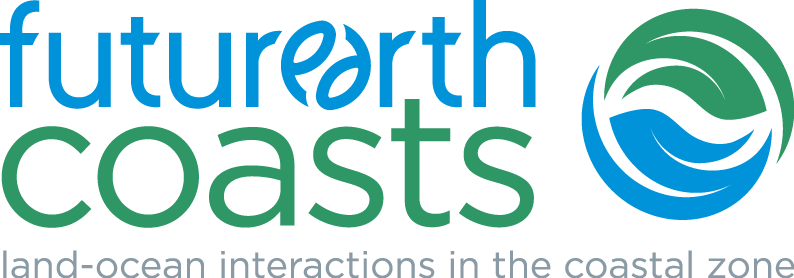 futurearth
coasts
land-ocean interactions in the coastal zone